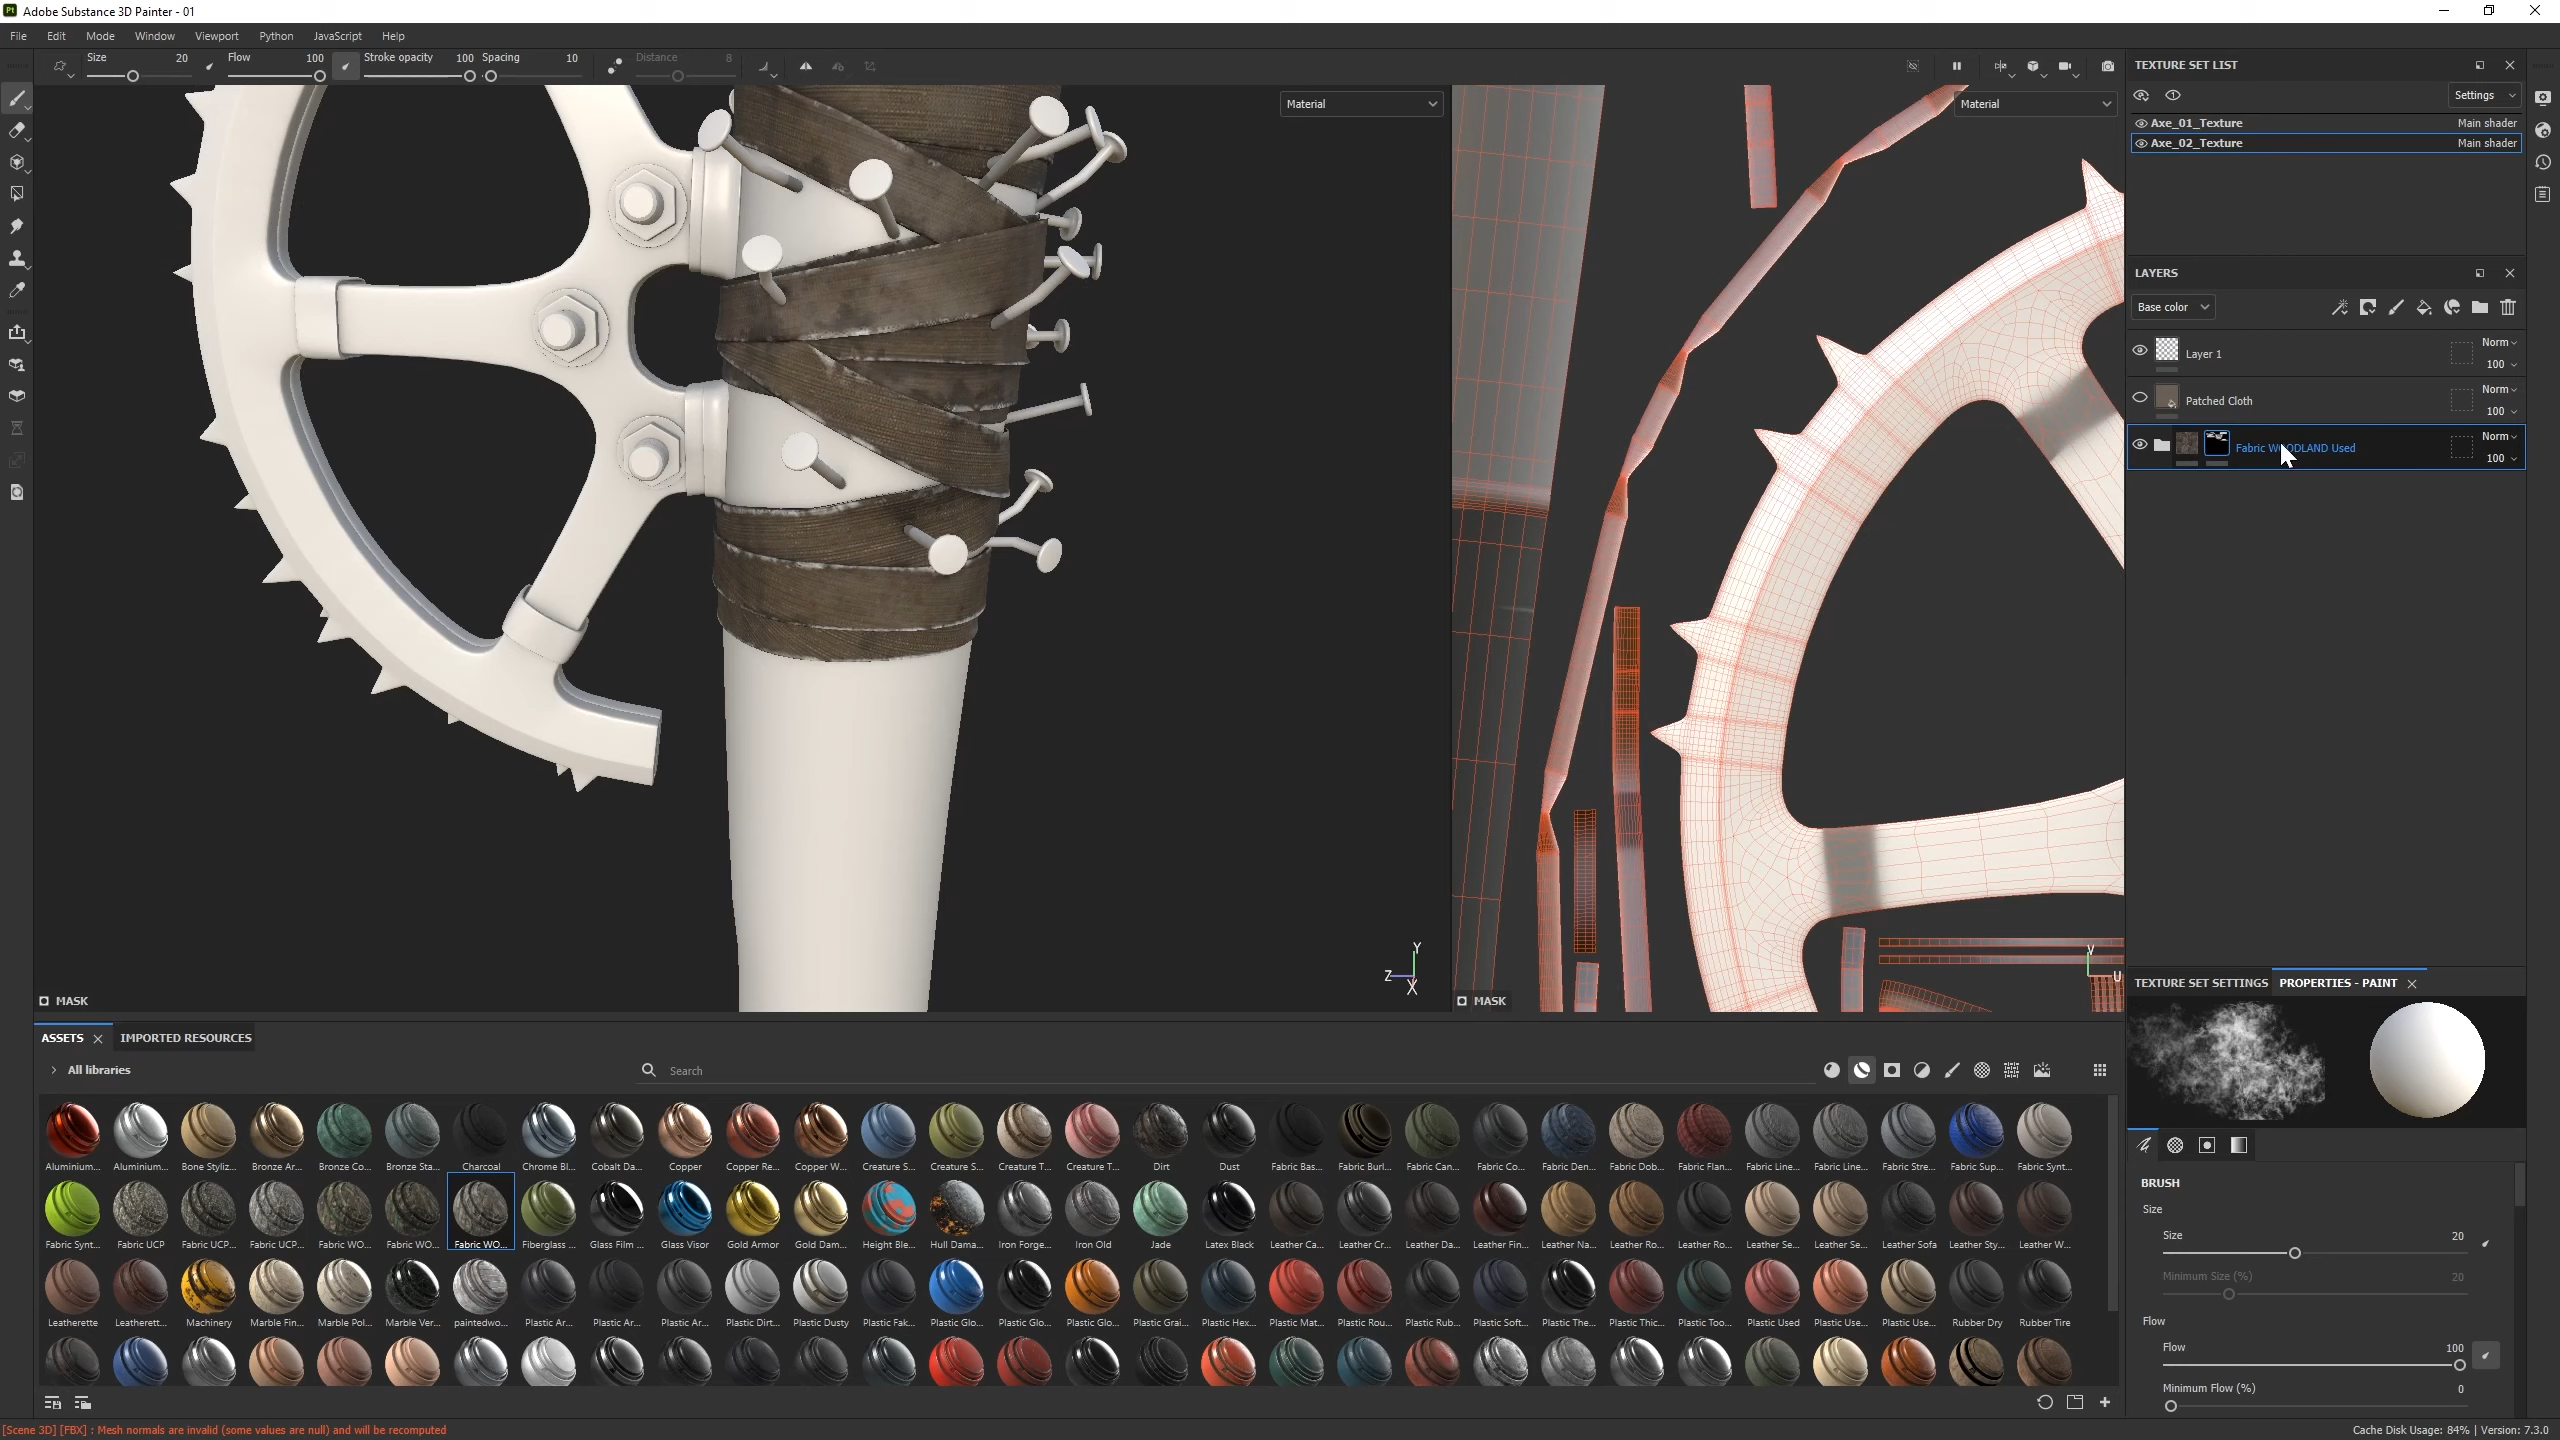 Adobe Substance 3D Painter - 01
File Edit Mode Window Viewport Python JavaScript Help
Size 20 Flow 100 Stroke opacity 100 Spacing 10 Distance 8
Material
Material
TEXTURE SET LIST
Settings
Axe_01_Texture Main shader
Axe_02_Texture Main shader
LAYERS
Base color
Layer 1 Norm 100
Patched Cloth Norm 100
Fabric WOODLAND Used Norm 100
Y
Z
X
V
U
MASK
MASK
TEXTURE SET SETTINGS PROPERTIES - PAINT
ASSETS IMPORTED RESOURCES
All libraries
Search
Aluminium... Aluminium... Bone Styliz... Bronze Ar... Bronze Co... Bronze Sta... Charcoal Chrome Bl... Cobalt Da... Copper Copper Re... Copper W... Creature S... Creature S... Creature T... Creature T... Dirt Dust Fabric Bas... Fabric Burl... Fabric Can... Fabric Co... Fabric Den... Fabric Dob... Fabric Flan... Fabric Line... Fabric Line... Fabric Stre... Fabric Sup... Fabric Synt...
Fabric Synt... Fabric UCP Fabric UCP... Fabric UCP... Fabric WO... Fabric WO... Fabric WO... Fiberglass ... Glass Film ... Glass Visor Gold Armor Gold Dam... Height Ble... Hull Dama... Iron Forge... Iron Old Jade Latex Black Leather Ca... Leather Cr... Leather Da... Leather Fin... Leather Na... Leather Ro... Leather Ro... Leather Se... Leather Se... Leather Sofa Leather Sty... Leather W...
Leatherette Leatherett... Machinery Marble Fin... Marble Pol... Marble Ver... paintedwo... Plastic Ar... Plastic Ar... Plastic Ar... Plastic Dirt... Plastic Dusty Plastic Fak... Plastic Glo... Plastic Glo... Plastic Glo... Plastic Grai... Plastic Hex... Plastic Mat... Plastic Rou... Plastic Rub... Plastic Soft... Plastic The... Plastic Thic... Plastic Too... Plastic Used Plastic Use... Plastic Use... Rubber Dry Rubber Tire
BRUSH
Size
Size 20
Minimum Size (%) 20
Flow
Flow 100
Minimum Flow (%) 0
[Scene 3D] [FBX] : Mesh normals are invalid (some values are null) and will be recomputed
Cache Disk Usage: 84% | Version: 7.3.0